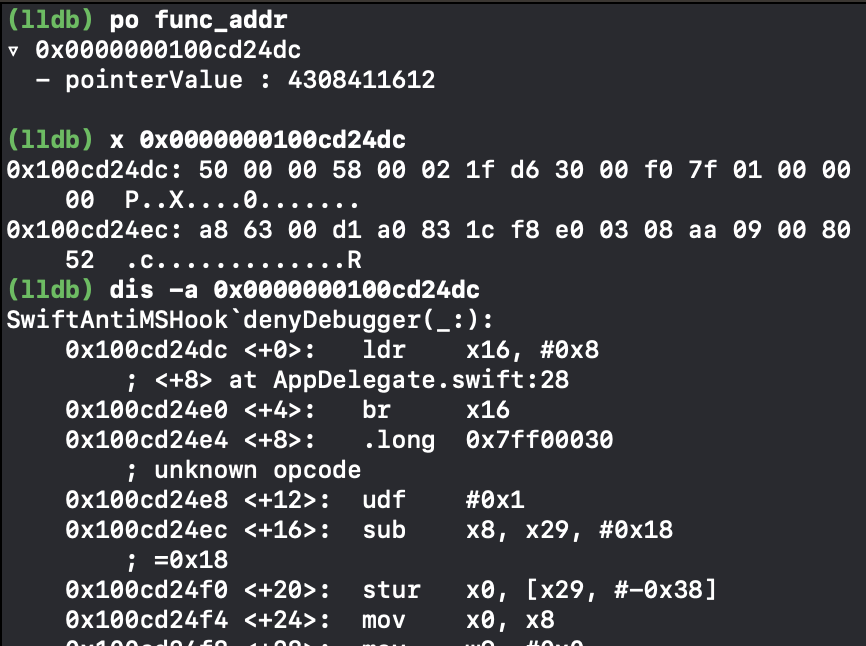 (lldb) po func_addr
▿ 0x0000000100cd24dc
  - pointerValue : 4308411612

(lldb) x 0x0000000100cd24dc
0x100cd24dc: 50 00 00 58 00 02 1f d6 30 00 f0 7f 01 00 00
    00  P..X....0.......
0x100cd24ec: a8 63 00 d1 a0 83 1c f8 e0 03 08 aa 09 00 80
    52  .c.............R
(lldb) dis -a 0x0000000100cd24dc
SwiftAntiMSHook`denyDebugger(_:):
    0x100cd24dc <+0>:   ldr    x16, #0x8
        ; <+8> at AppDelegate.swift:28
    0x100cd24e0 <+4>:   br     x16
    0x100cd24e4 <+8>:   .long  0x7ff00030
        ; unknown opcode
    0x100cd24e8 <+12>:  udf    #0x1
    0x100cd24ec <+16>:  sub    x8, x29, #0x18
        ; =0x18
    0x100cd24f0 <+20>:  stur   x0, [x29, #-0x38]
    0x100cd24f4 <+24>:  mov    x0, x8